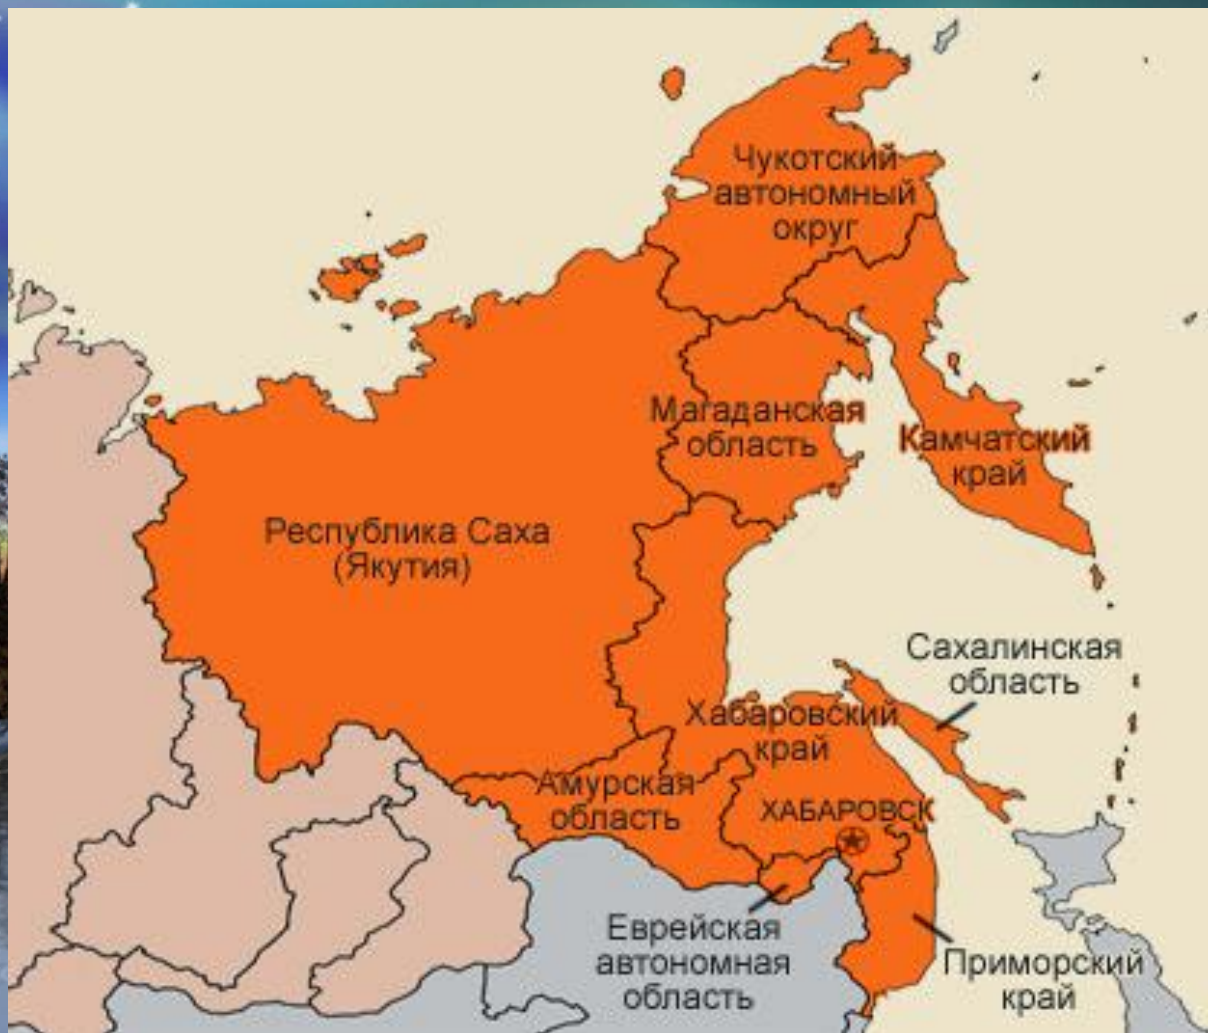 Чукотский
автономный
округ
Магаданская
область
Камчатский
край
Республика Саха
(Якутия)
Сахалинская
область
Хабаровский
край
Амурская
область
ХАБАРОВСК
Еврейская
автономная
область
Приморский
край